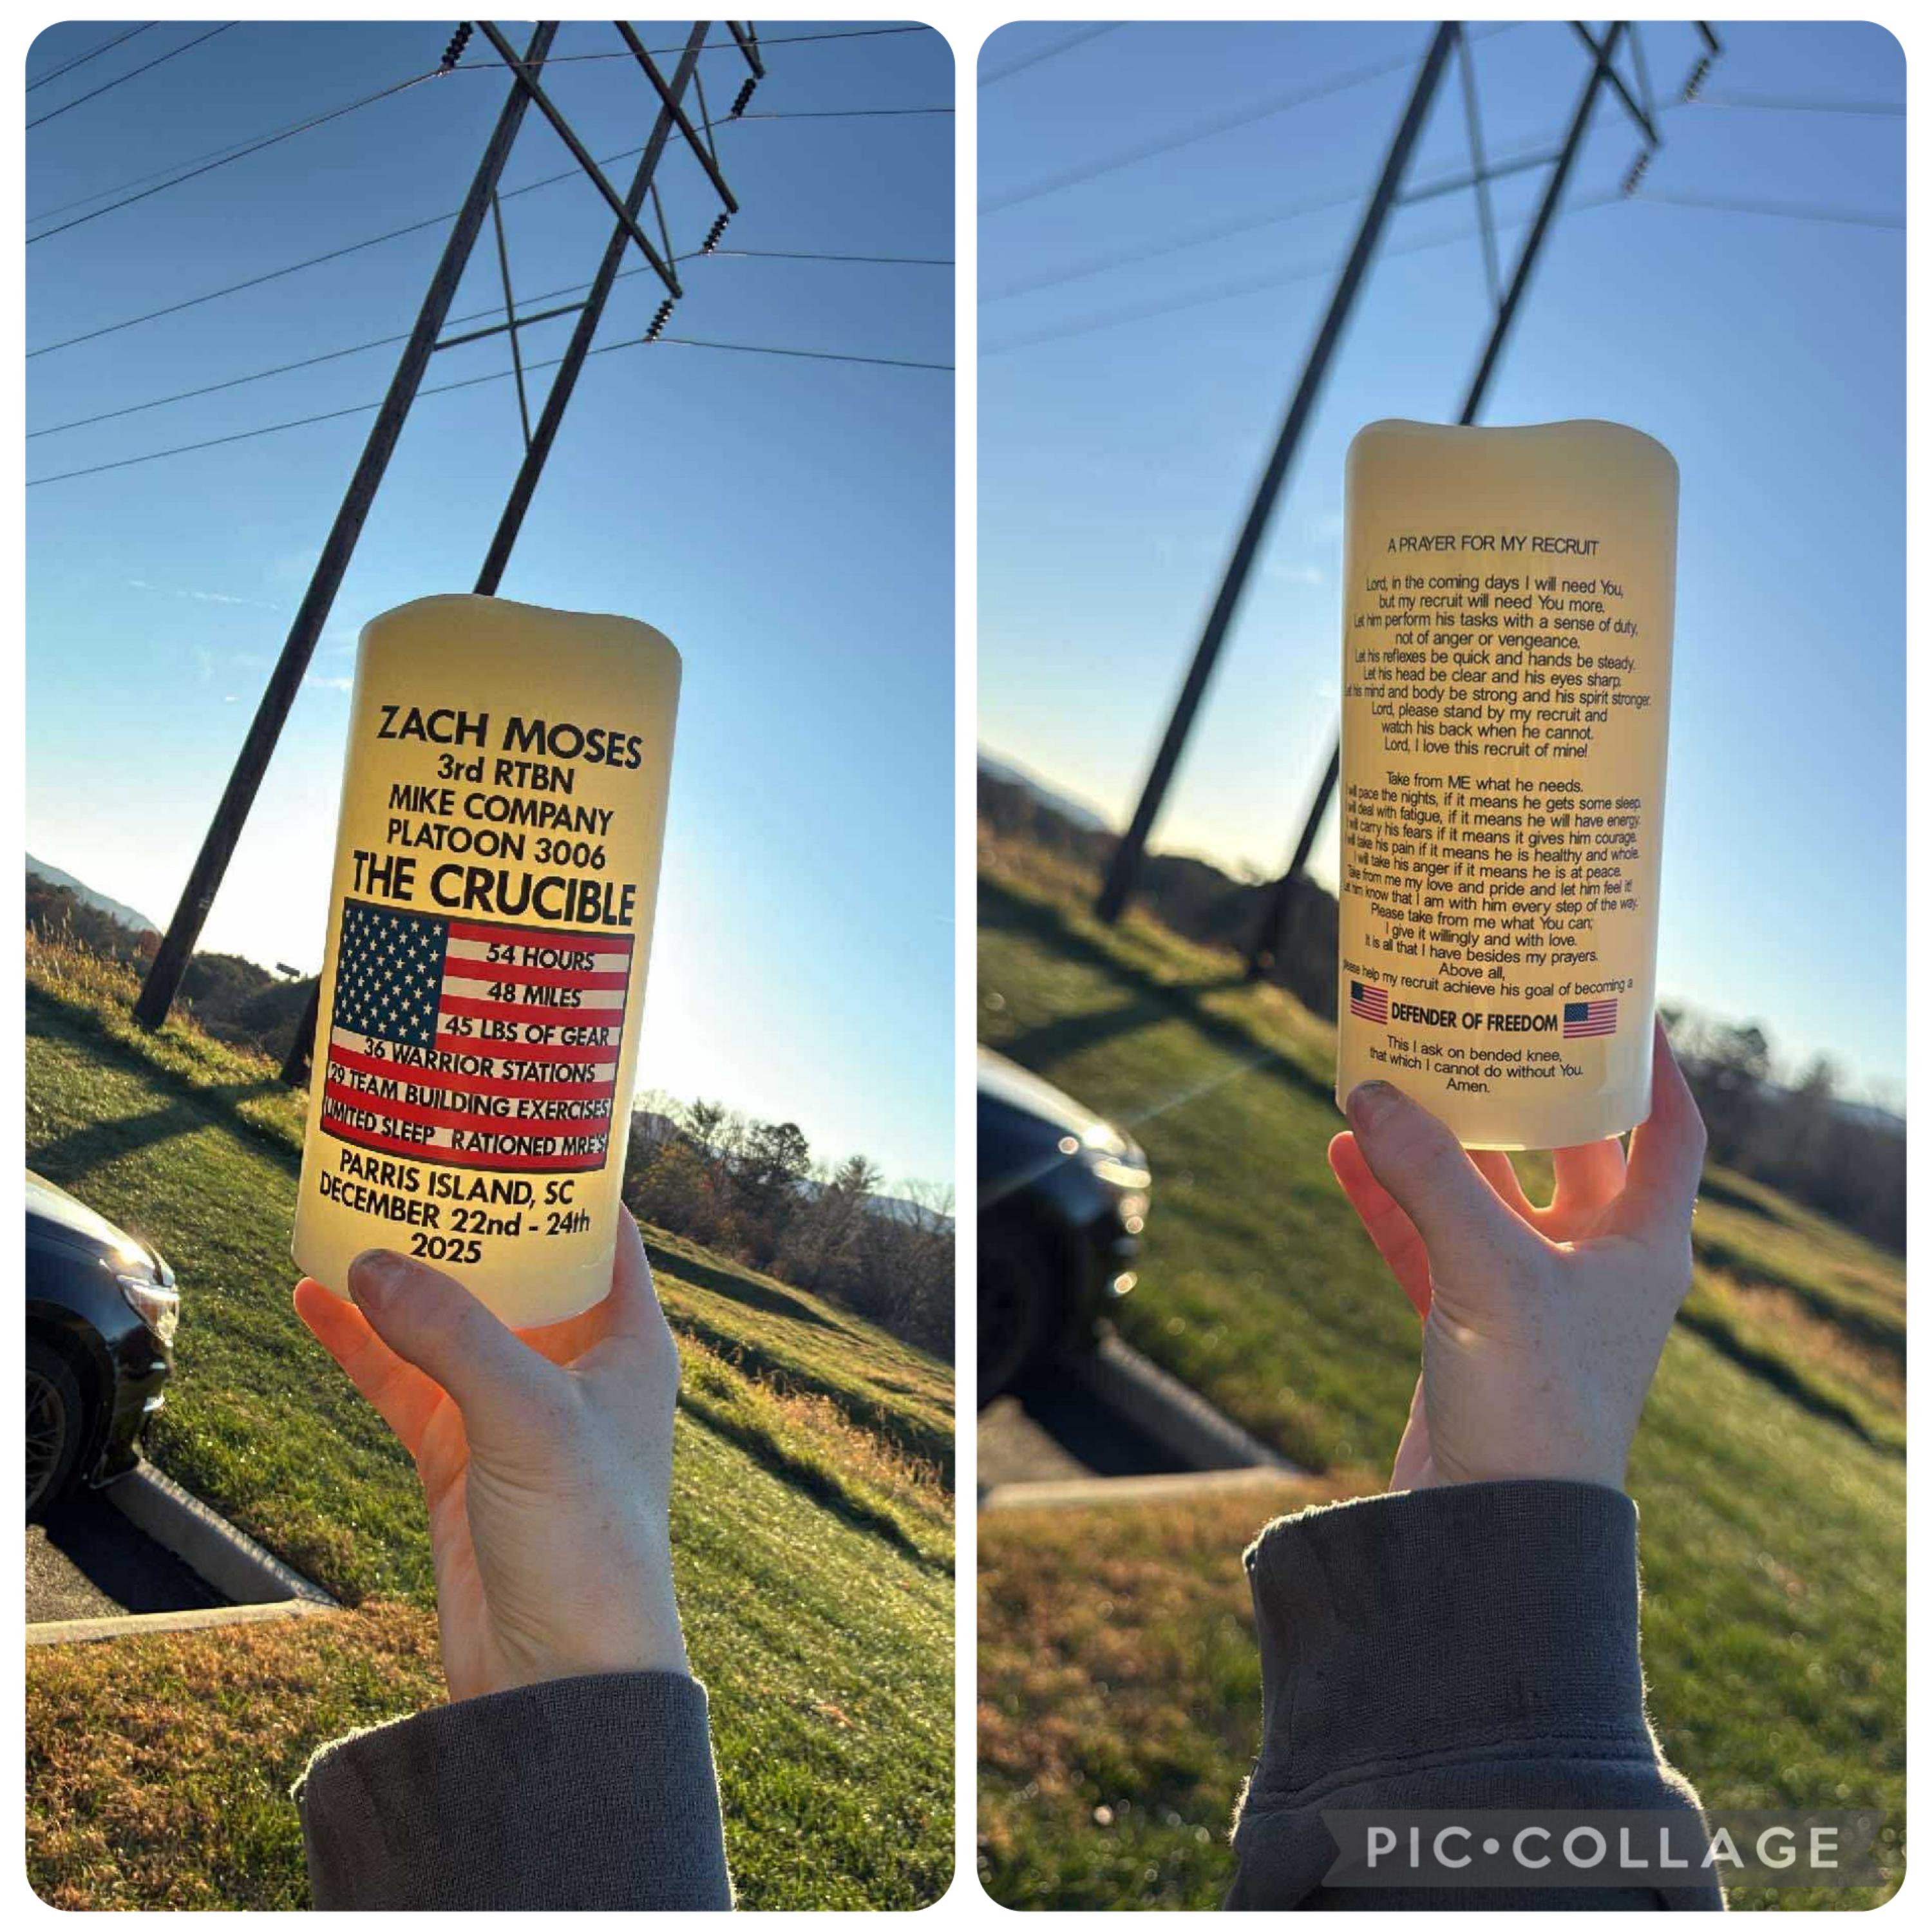 ZACH MOSES
3rd RTBN
MIKE COMPANY
PLATOON 3006
THE CRUCIBLE
54 HOURS
48 MILES
45 LBS OF GEAR
36 WARRIOR STATIONS
29 TEAM BUILDING EXERCISES
LIMITED SLEEP RATIONED MRE'S
PARRIS ISLAND, SC
DECEMBER 22nd - 24th
2025
A PRAYER FOR MY RECRUIT
Lord, in the coming days I will need You,
but my recruit will need You more.
Let him perform his tasks with a sense of duty,
not of anger or vengeance.
Let his reflexes be quick and hands be steady.
Let his head be clear and his eyes sharp.
Let his mind and body be strong and his spirit stronger.
Lord, please stand by my recruit and
watch his back when he cannot.
Lord, I love this recruit of mine!
Take from ME what he needs.
I will pace the nights, if it means he gets some sleep.
I will deal with fatigue, if it means he will have energy.
I will carry his fears if it means it gives him courage.
I will take his pain if it means he is healthy and whole.
I will take his anger if it means he is at peace.
Take from me my love and pride and let him feel it!
Let him know that I am with him every step of the way.
Please take from me what You can;
I give it willingly and with love.
It is all that I have besides my prayers.
Above all,
please help my recruit achieve his goal of becoming a
DEFENDER OF FREEDOM
This I ask on bended knee,
that which I cannot do without You.
Amen.
PIC•COLLAGE